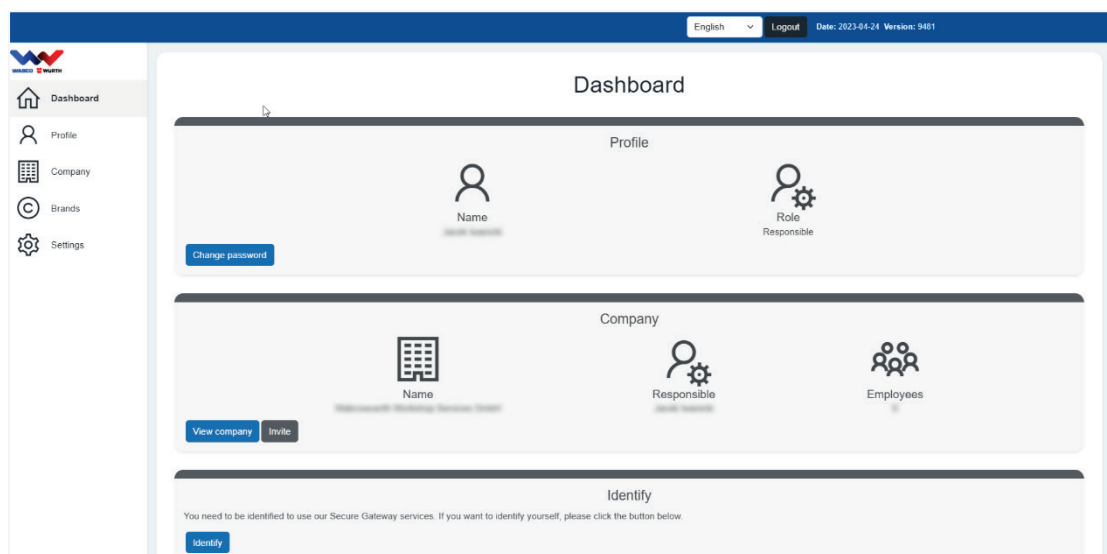 English
Logout
Date: 2023-04-24 Version: 9481
WABCO WURTH
Dashboard
Profile
Company
Brands
Settings
Dashboard
Profile
Name
Role
Responsible
Change password
Company
Name
Responsible
Employees
View company
Invite
Identify
You need to be identified to use our Secure Gateway services. If you want to identify yourself, please click the button below.
Identify